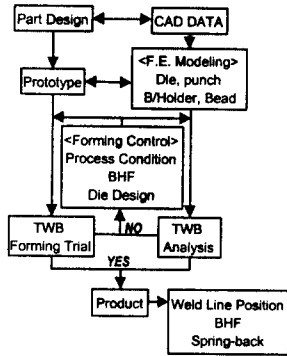 Part Design
CAD DATA
Prototype
<F.E. Modeling>
Die, punch
B/Holder, Bead
<Forming Control>
Process Condition
BHF
Die Design
TWB
Forming Trial
NO
TWB
Analysis
YES
Product
Weld Line Position
BHF
Spring-back